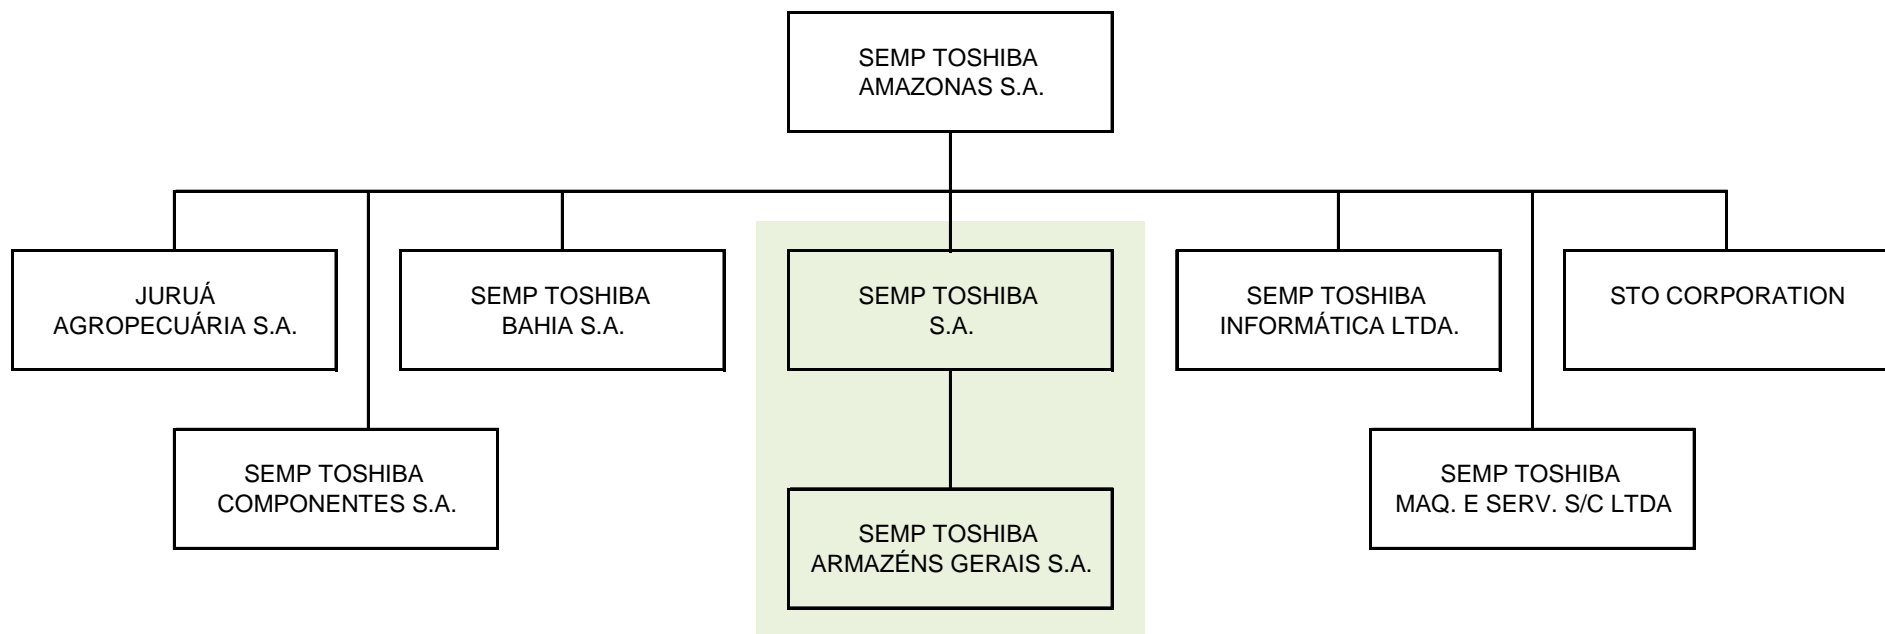 SEMP TOSHIBA
AMAZONAS S.A.
JURUÁ
AGROPECUÁRIA S.A.
SEMP TOSHIBA
BAHIA S.A.
SEMP TOSHIBA
S.A.
SEMP TOSHIBA
INFORMÁTICA LTDA.
STO CORPORATION
SEMP TOSHIBA
COMPONENTES S.A.
SEMP TOSHIBA
MAQ. E SERV. S/C LTDA
SEMP TOSHIBA
ARMAZÉNS GERAIS S.A.